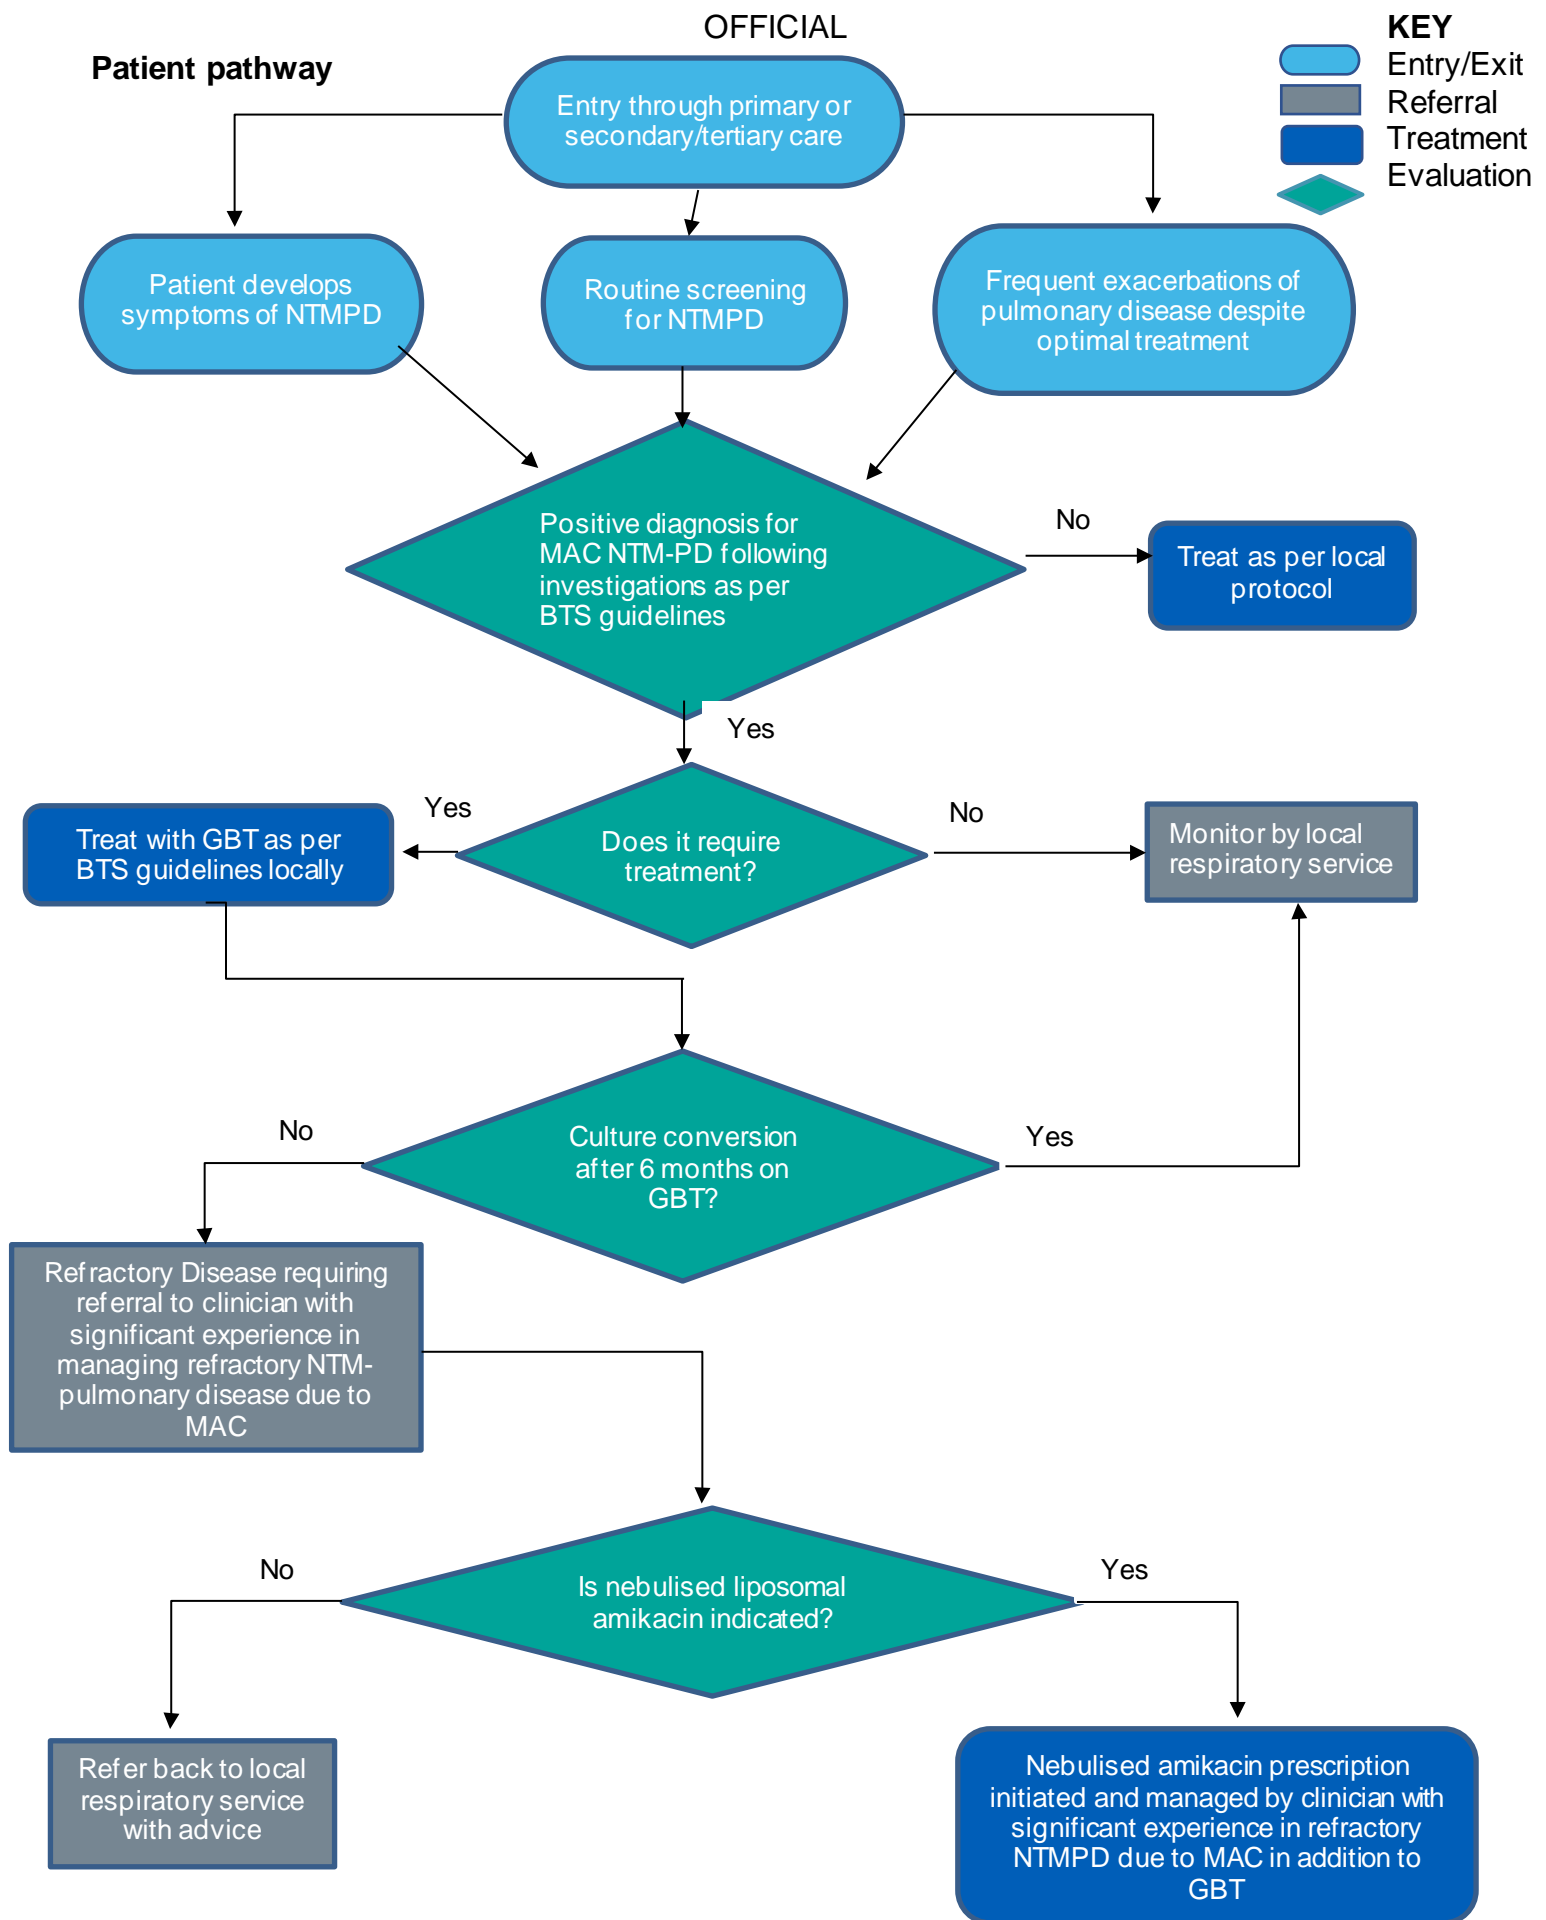 OFFICIAL
Patient pathway
KEY
Entry/Exit
Referral
Treatment
Evaluation
Entry through primary or
secondary/tertiary care
Patient develops
symptoms of NTMPD
Routine screening
for NTMPD
Frequent exacerbations of
pulmonary disease despite
optimal treatment
Positive diagnosis for
MAC NTM-PD following
investigations as per
BTS guidelines
No
Treat as per local
protocol
Yes
Does it require
treatment?
Yes
Treat with GBT as per
BTS guidelines locally
No
Monitor by local
respiratory service
Culture conversion
after 6 months on
GBT?
No
Yes
Refractory Disease requiring
referral to clinician with
significant experience in
managing refractory NTM-
pulmonary disease due to
MAC
Is nebulised liposomal
amikacin indicated?
No
Yes
Refer back to local
respiratory service
with advice
Nebulised amikacin prescription
initiated and managed by clinician with
significant experience in refractory
NTMPD due to MAC in addition to
GBT